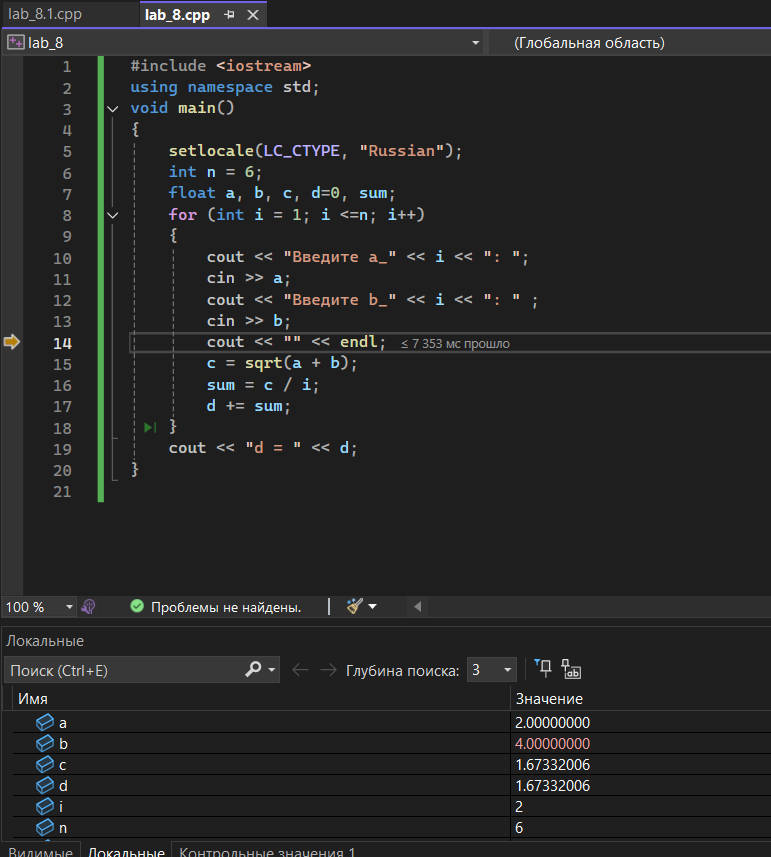 lab_8.1.cpp lab_8.cpp
lab_8 (Глобальная область)
1 #include <iostream>
2 using namespace std;
3 void main()
4 {
5 setlocale(LC_CTYPE, "Russian");
6 int n = 6;
7 float a, b, c, d=0, sum;
8 for (int i = 1; i <=n; i++)
9 {
10 cout << "Введите a_" << i << ": ";
11 cin >> a;
12 cout << "Введите b_" << i << ": " ;
13 cin >> b;
14 cout << "" << endl; ≤ 7 353 мс прошло
15 c = sqrt(a + b);
16 sum = c / i;
17 d += sum;
18 }
19 cout << "d = " << d;
20 }
21
100 % Проблемы не найдены.
Локальные
Поиск (Ctrl+E) Глубина поиска: 3
Имя Значение
a 2.00000000
b 4.00000000
c 1.67332006
d 1.67332006
i 2
n 6
Видимые Локальные Контрольные значения 1